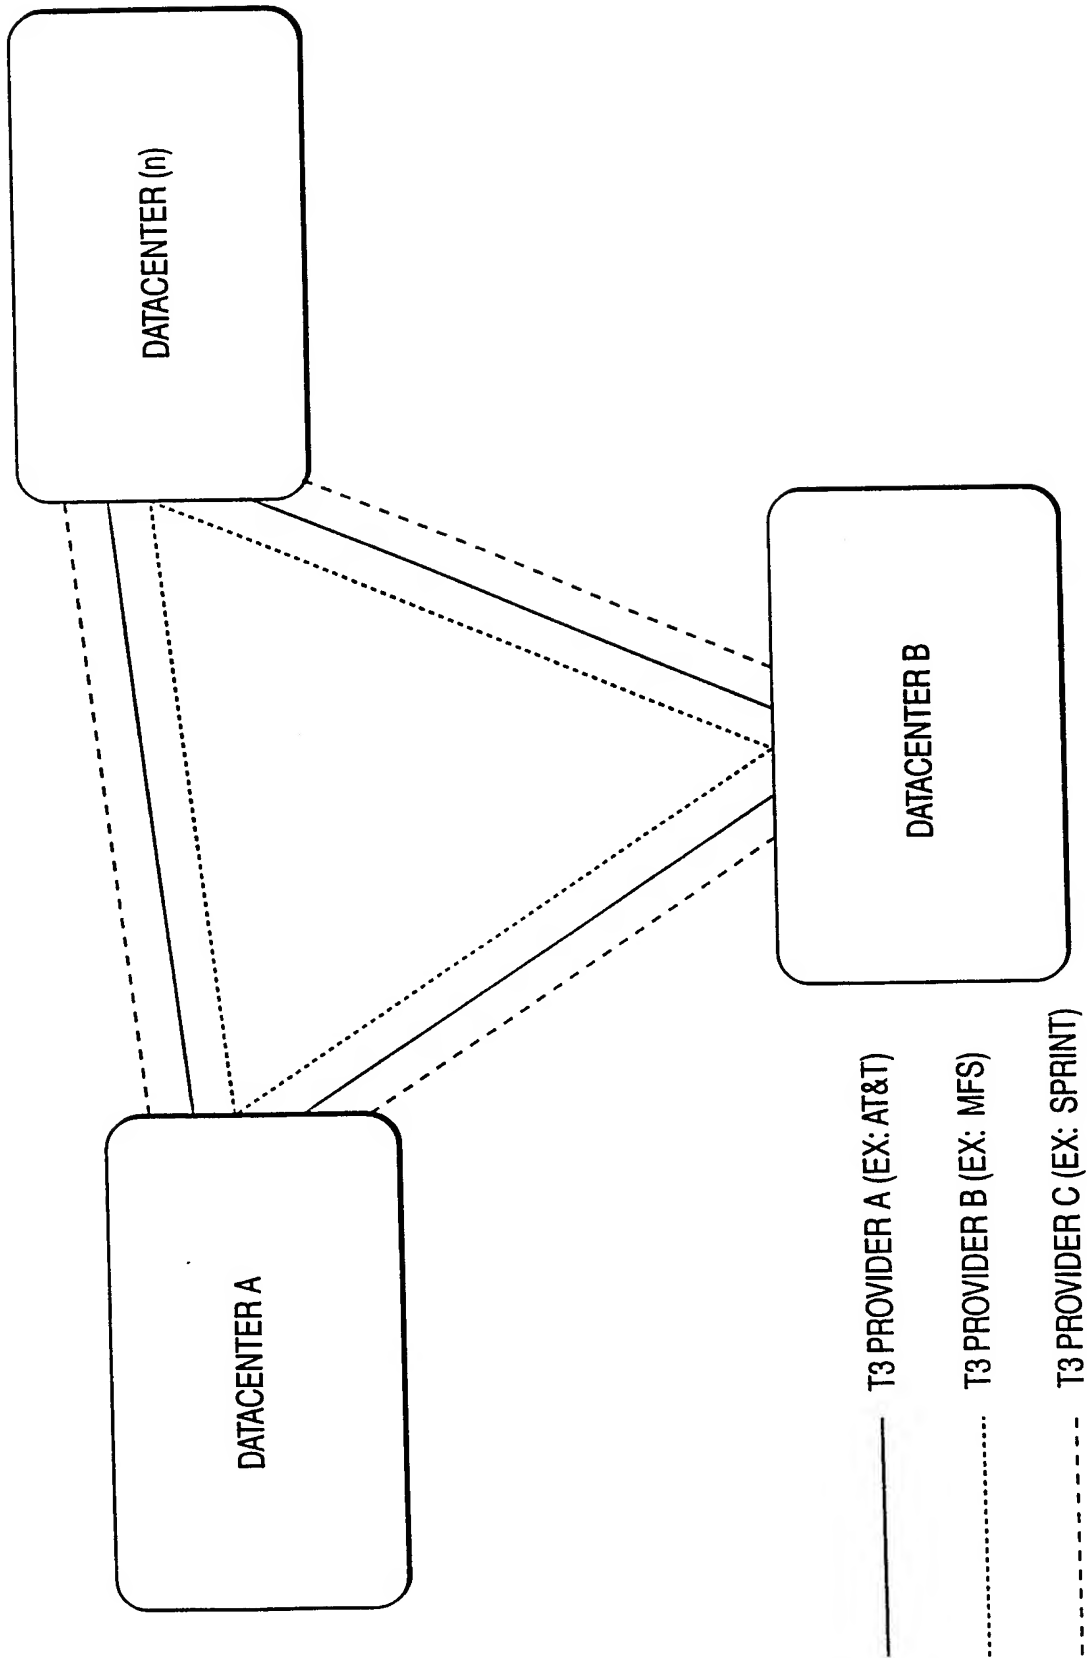 DATACENTER A
DATACENTER (n)
DATACENTER B
T3 PROVIDER A (EX: AT&T)
T3 PROVIDER B (EX: MFS)
T3 PROVIDER C (EX: SPRINT)